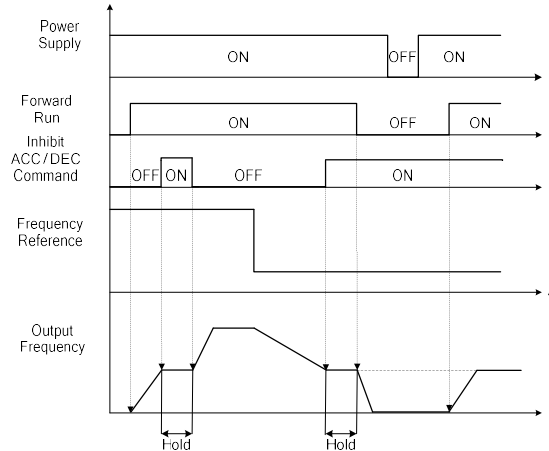 Power
Supply
ON
OFF
ON
Forward
Run
ON
OFF
ON
Inhibit
ACC/DEC
Command
OFF
ON
OFF
ON
Frequency
Reference
Output
Frequency
Hold
Hold